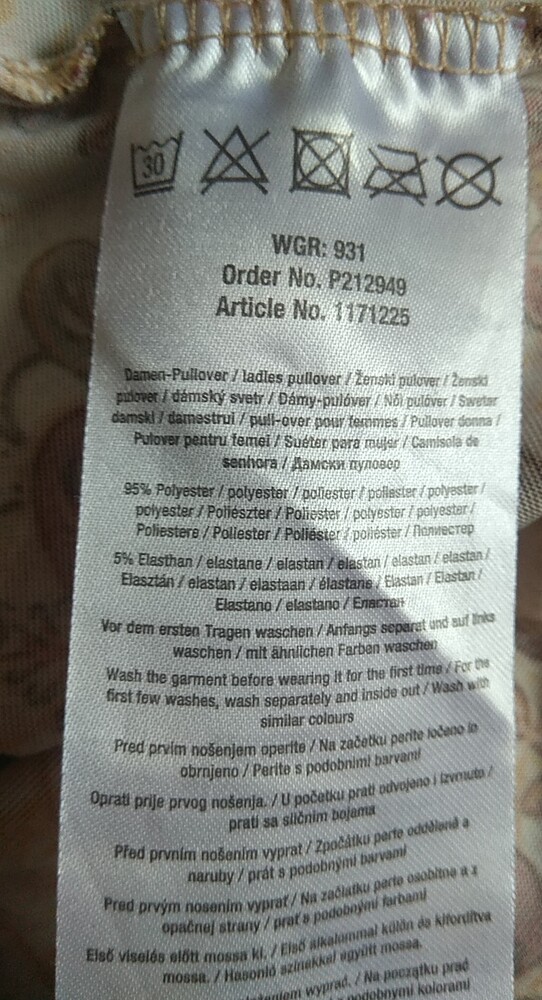 30
WGR: 931
Order No. P212949
Article No. 1171225
Damen-Pullover / ladies pullover / Ženski pulover / Ženski
pulover / dámský svetr / Dámy-pulóver / Női pulóver / Sweter
damski / damestrui / pull-over pour femmes / Pullover donna /
Pulover pentru femei / Suéter para mujer / Camisola de
senhora / Дамски пуловер
95% Polyester / polyester / poliester / poliaster / polyester /
polyester / Poliészter / Poliester / polyester / polyester /
Poliestere / Poliester / Poliéster / poliéster / Полиестер
5% Elasthan / elastane / elastan / elastan / elastan / elastan /
Elasztán / elastan / elastaan / élastane / Elastan / Elastan /
Elastano / elastano / Еластан
Vor dem ersten Tragen waschen / Anfangs separat und auf links
waschen / mit ähnlichen Farben waschen
Wash the garment before wearing it for the first time / For the
first few washes, wash separately and inside out / Wash with
similar colours
Pred prvim nošenjem operite / Na začetku perite ločeno in
obrnjeno / Perite s podobnimi barvami
Oprati prije prvog nošenja. / U početku prati odvojeno i izvrnuto /
prati sa sličnim bojama
Před prvním nošením vyprat / Zpočátku perte odděleně a
naruby / prát s podobnými barvami
Pred prvým nosením vyprať / Na začiatku perte osobitne a z
opačnej strany / prať s podobnými farbami
Első viselés előtt mossa ki. / Első alkalommal külön és kifordítva
mossa. / Hasonló színekkel együtt mossa.
wyprać. / Na początku prać
podobnymi kolorami